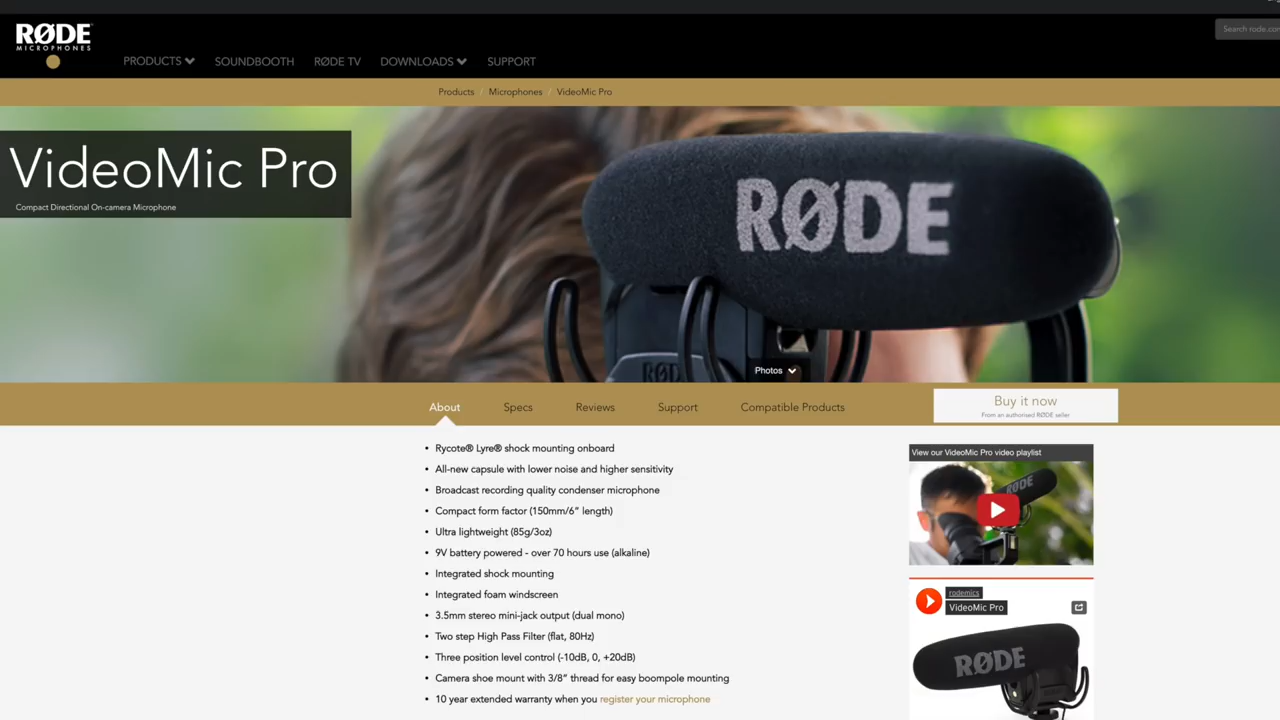 RØDE
MICROPHONES
Search rode.com
PRODUCTS
SOUNDBOOTH
RØDE TV
DOWNLOADS
SUPPORT
Products / Microphones / VideoMic Pro
VideoMic Pro
Compact Directional On-camera Microphone
RØDE
RØDE
Photos
About
Specs
Reviews
Support
Compatible Products
Buy it now
From an authorised RØDE seller
• Rycote® Lyre® shock mounting onboard
• All-new capsule with lower noise and higher sensitivity
• Broadcast recording quality condenser microphone
• Compact form factor (150mm/6" length)
• Ultra lightweight (85g/3oz)
• 9V battery powered - over 70 hours use (alkaline)
• Integrated shock mounting
• Integrated foam windscreen
• 3.5mm stereo mini-jack output (dual mono)
• Two step High Pass Filter (flat, 80Hz)
• Three position level control (-10dB, 0, +20dB)
• Camera shoe mount with 3/8" thread for easy boompole mounting
• 10 year extended warranty when you register your microphone
View our VideoMic Pro video playlist
RØDE
rodemics
VideoMic Pro
RØDE